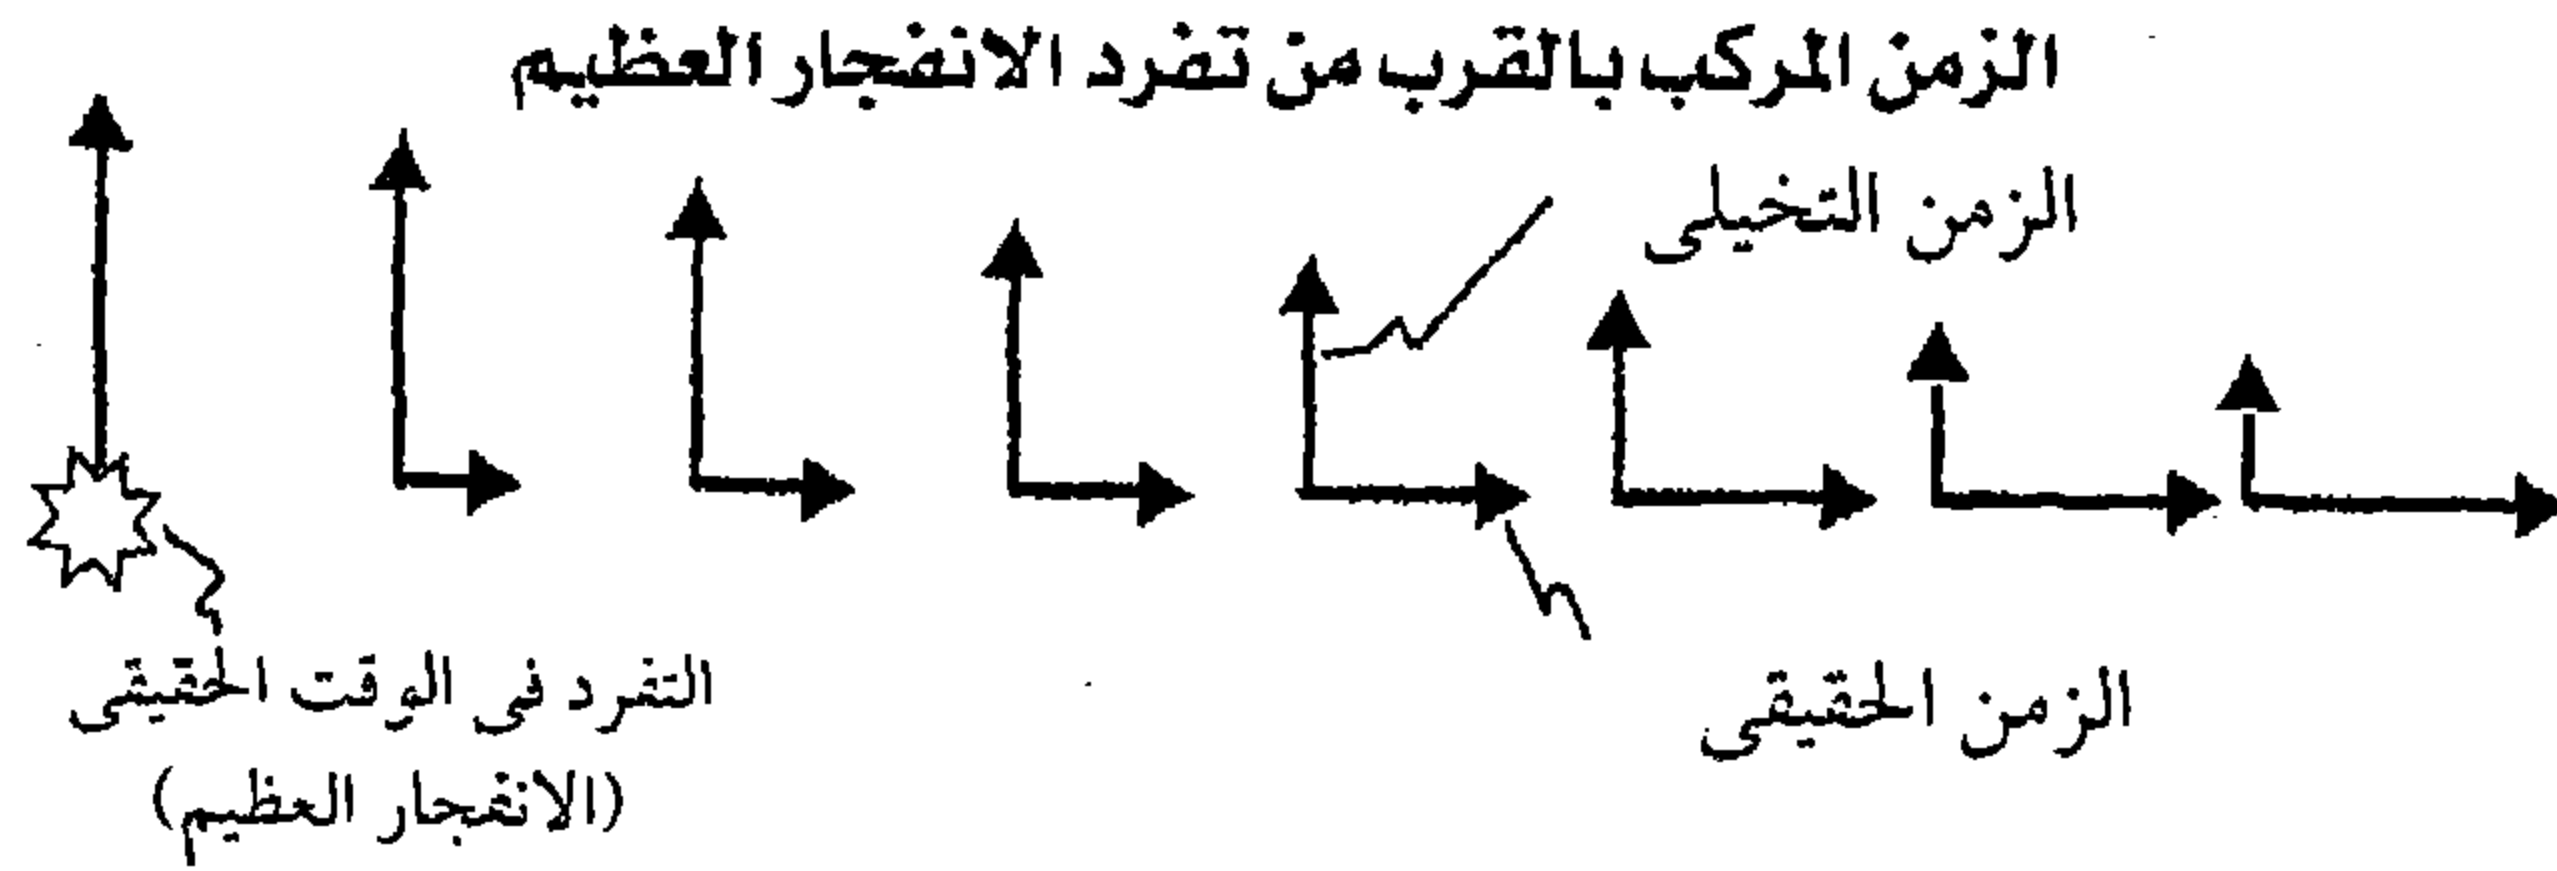 الزمن المركب بالقرب من تفرد الانفجار العظيم
الزمن التخيلى
الزمن الحقيقى
التفرد فى الوقت الحقيقى
(الانفجار العظيم)